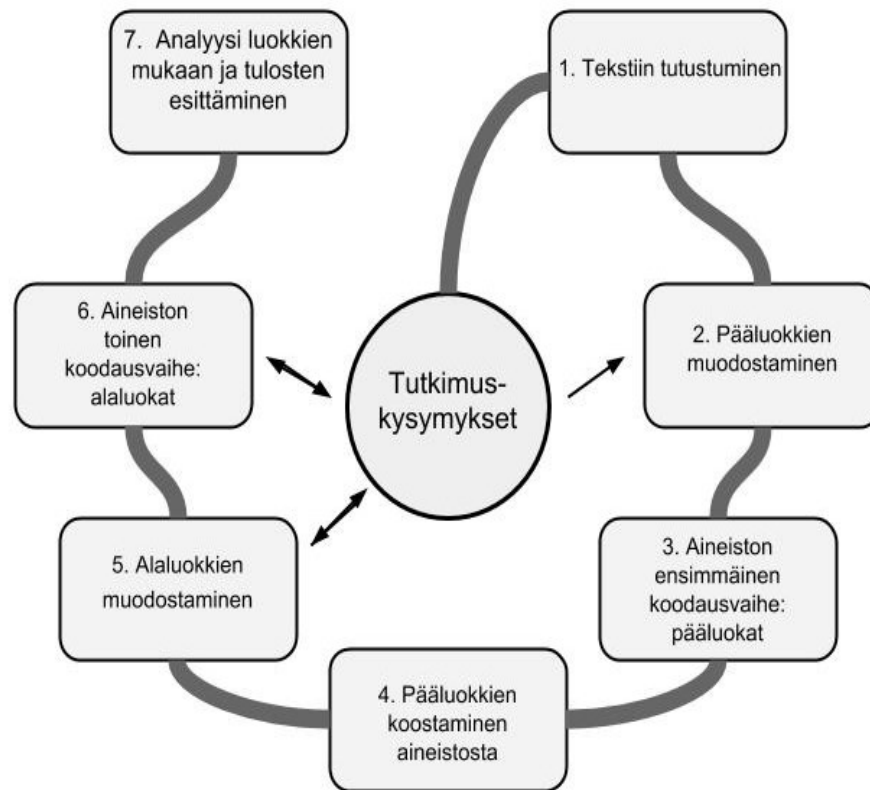 7. Analyysi luokkien
mukaan ja tulosten
esittäminen
1. Tekstiin tutustuminen
6. Aineiston
toinen
koodausvaihe:
alaluokat
Tutkimus-
kysymykset
2. Pääluokkien
muodostaminen
5. Alaluokkien
muodostaminen
3. Aineiston
ensimmäinen
koodausvaihe:
pääluokat
4. Pääluokkien
koostaminen
aineistosta